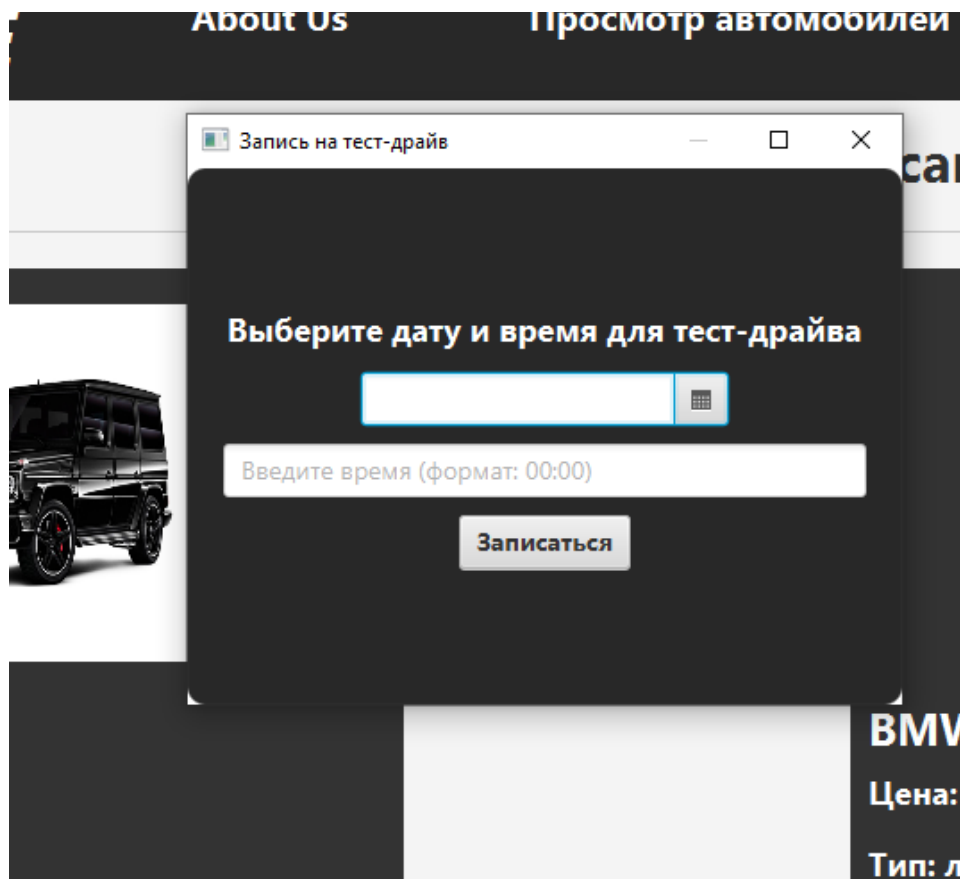 About Us
Просмотр автомобилей
Запись на тест-драйв
Выберите дату и время для тест-драйва
Введите время (формат: 00:00)
Записаться
BMW
Цена:
Тип: